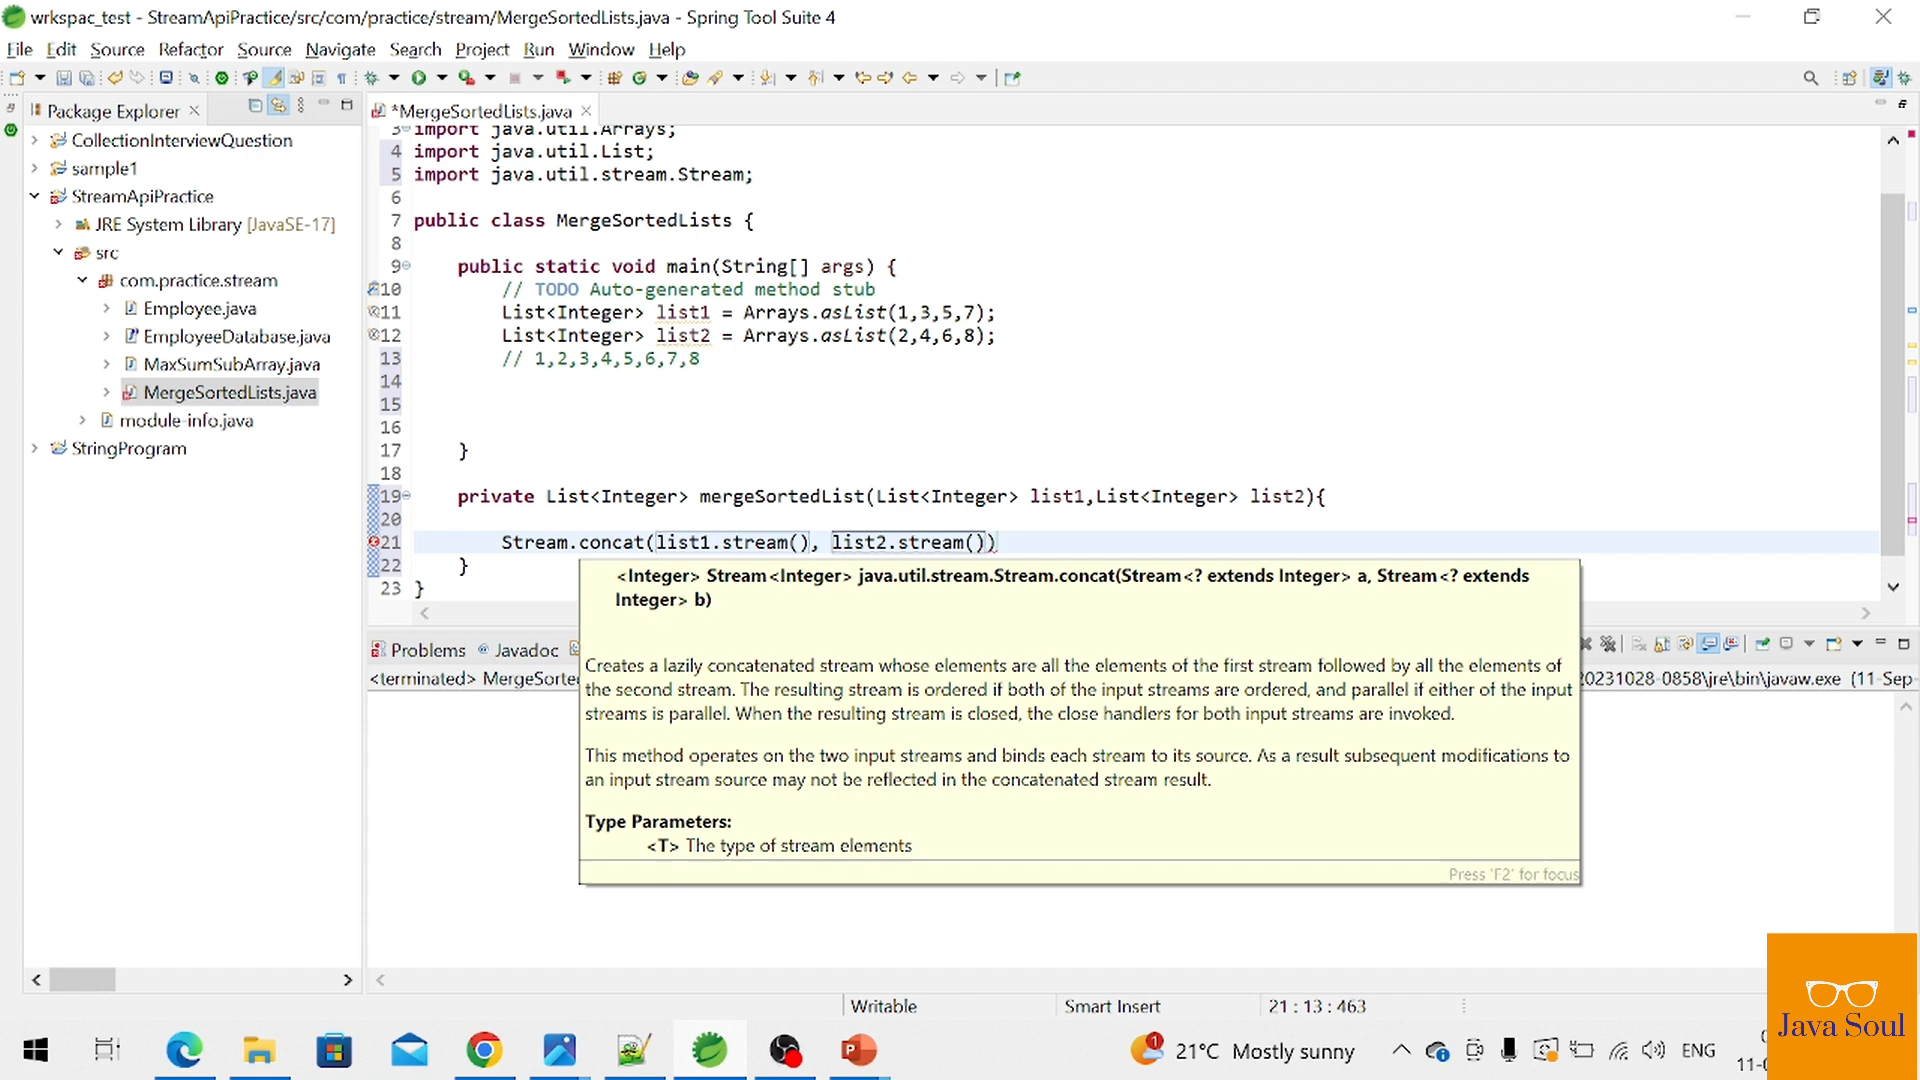 wrkspac_test - StreamApiPractice/src/com/practice/stream/MergeSortedLists.java - Spring Tool Suite 4
File Edit Source Refactor Source Navigate Search Project Run Window Help
Package Explorer
*MergeSortedLists.java
CollectionInterviewQuestion
sample1
StreamApiPractice
JRE System Library [JavaSE-17]
src
com.practice.stream
Employee.java
EmployeeDatabase.java
MaxSumSubArray.java
MergeSortedLists.java
module-info.java
StringProgram
3 import java.util.Arrays;
4 import java.util.List;
5 import java.util.stream.Stream;
6
7 public class MergeSortedLists {
8
9 public static void main(String[] args) {
10 // TODO Auto-generated method stub
11 List<Integer> list1 = Arrays.asList(1,3,5,7);
12 List<Integer> list2 = Arrays.asList(2,4,6,8);
13 // 1,2,3,4,5,6,7,8
14
15
16
17 }
18
19 private List<Integer> mergeSortedList(List<Integer> list1,List<Integer> list2){
20
21 Stream.concat(list1.stream(), list2.stream())
22 }
23 }
<Integer> Stream<Integer> java.util.stream.Stream.concat(Stream<? extends Integer> a, Stream<? extends
Integer> b)
Creates a lazily concatenated stream whose elements are all the elements of the first stream followed by all the elements of
the second stream. The resulting stream is ordered if both of the input streams are ordered, and parallel if either of the input
streams is parallel. When the resulting stream is closed, the close handlers for both input streams are invoked.
This method operates on the two input streams and binds each stream to its source. As a result subsequent modifications to
an input stream source may not be reflected in the concatenated stream result.
Type Parameters:
<T> The type of stream elements
Press 'F2' for focus
Problems Javadoc
<terminated> MergeSorte
20231028-0858\jre\bin\javaw.exe (11-Sep-
Writable Smart Insert 21 : 13 : 463
21°C Mostly sunny
ENG
11-0
Java Soul